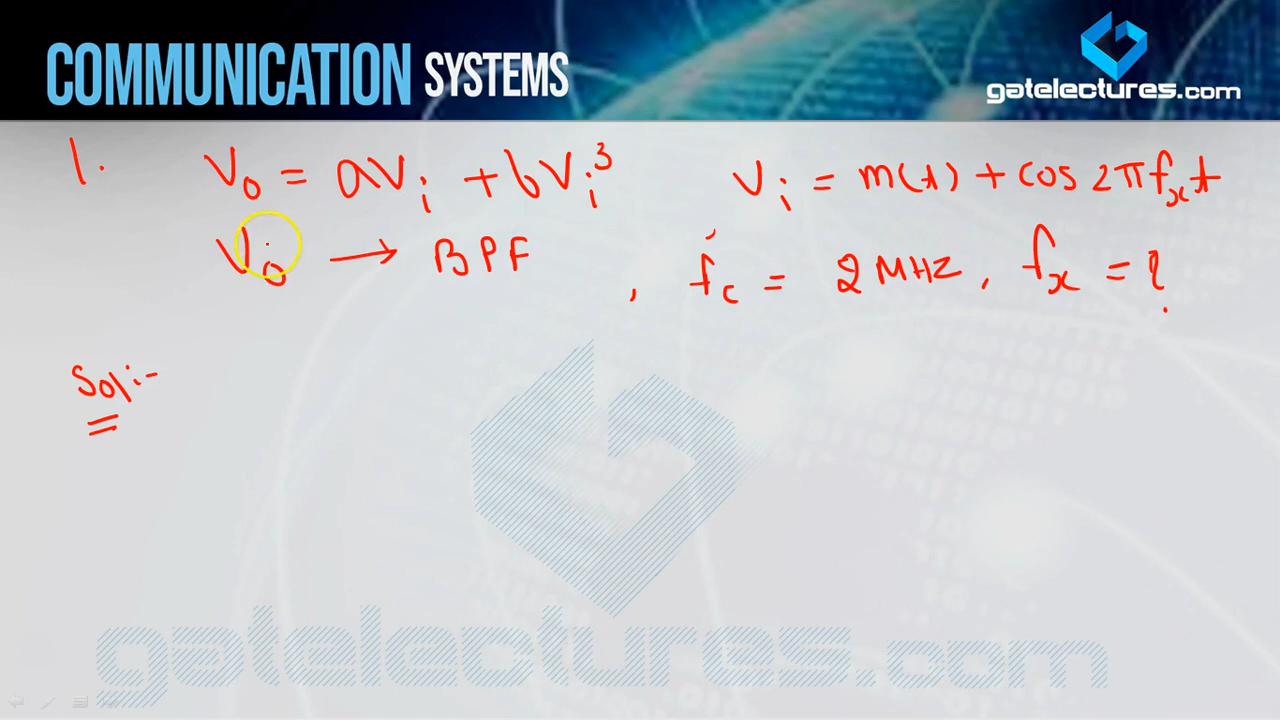 COMMUNICATION SYSTEMS
gatelectures.com
1. V₀ = aVᵢ + bVᵢ³ Vᵢ = m(t) + cos 2πfₓt
V₀ → BPF , f_c = 2 MHZ, fₓ = ?
Sol:-
gatelectures.com